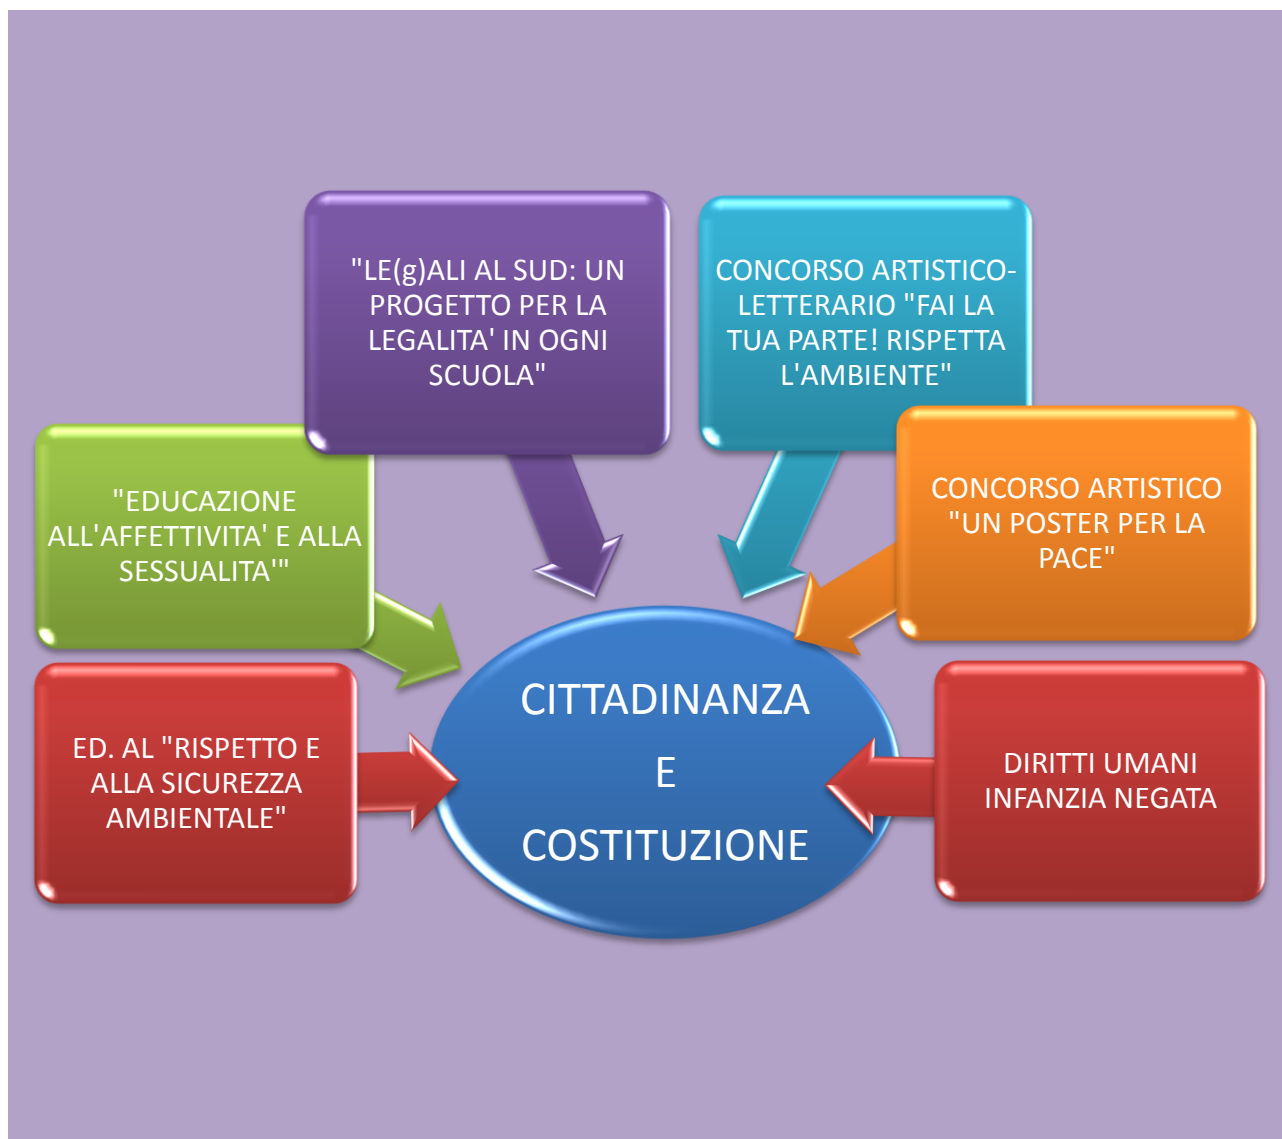 "LE(g)ALI AL SUD: UN
PROGETTO PER LA
LEGALITA' IN OGNI
SCUOLA"
CONCORSO ARTISTICO-
LETTERARIO "FAI LA
TUA PARTE! RISPETTA
L'AMBIENTE"
"EDUCAZIONE
ALL'AFFETTIVITA' E ALLA
SESSUALITA'"
CONCORSO ARTISTICO
"UN POSTER PER LA
PACE"
ED. AL "RISPETTO E
ALLA SICUREZZA
AMBIENTALE"
CITTADINANZA
E
COSTITUZIONE
DIRITTI UMANI
INFANZIA NEGATA